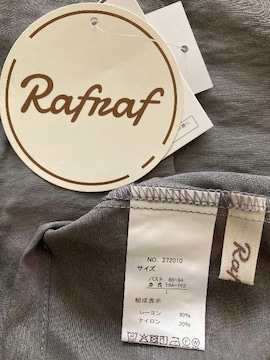 Rafraf
NO. 272010
サイズ
バスト 86-94
身長 154-162
L
組成表示
レーヨン 80%
ナイロン 20%
Raf